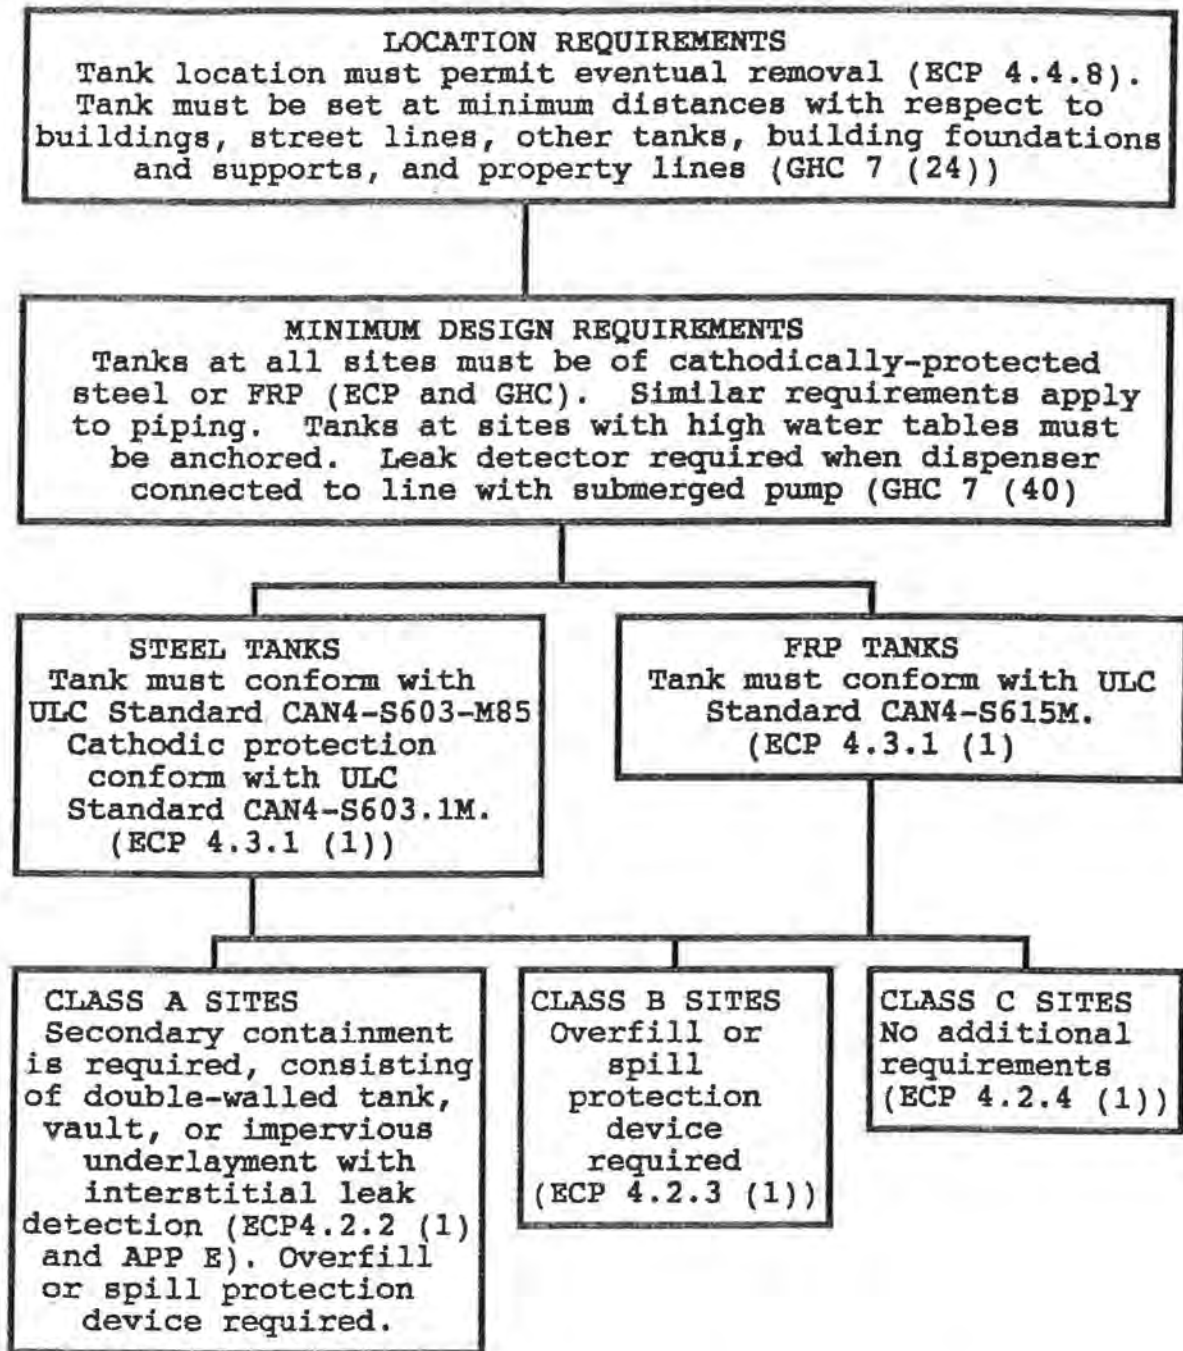 LOCATION REQUIREMENTS
Tank location must permit eventual removal (ECP 4.4.8).
Tank must be set at minimum distances with respect to
buildings, street lines, other tanks, building foundations
and supports, and property lines (GHC 7 (24))
MINIMUM DESIGN REQUIREMENTS
Tanks at all sites must be of cathodically-protected
steel or FRP (ECP and GHC). Similar requirements apply
to piping. Tanks at sites with high water tables must
be anchored. Leak detector required when dispenser
connected to line with submerged pump (GHC 7 (40)
STEEL TANKS
Tank must conform with
ULC Standard CAN4-S603-M85
Cathodic protection
conform with ULC
Standard CAN4-S603.1M.
(ECP 4.3.1 (1))
FRP TANKS
Tank must conform with ULC
Standard CAN4-S615M.
(ECP 4.3.1 (1)
CLASS A SITES
Secondary containment
is required, consisting
of double-walled tank,
vault, or impervious
underlayment with
interstitial leak
detection (ECP4.2.2 (1)
and APP E). Overfill
or spill protection
device required.
CLASS B SITES
Overfill or
spill
protection
device
required
(ECP 4.2.3 (1))
CLASS C SITES
No additional
requirements
(ECP 4.2.4 (1))